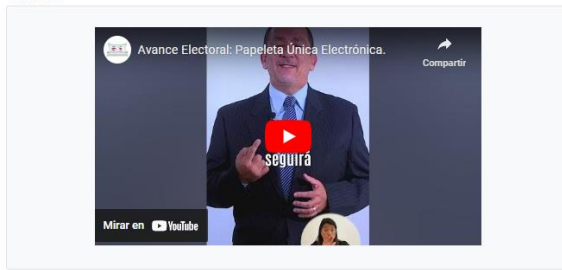 Avance Electoral: Papeleta Única Electrónica.
Compartir
seguirá
Mirar en YouTube